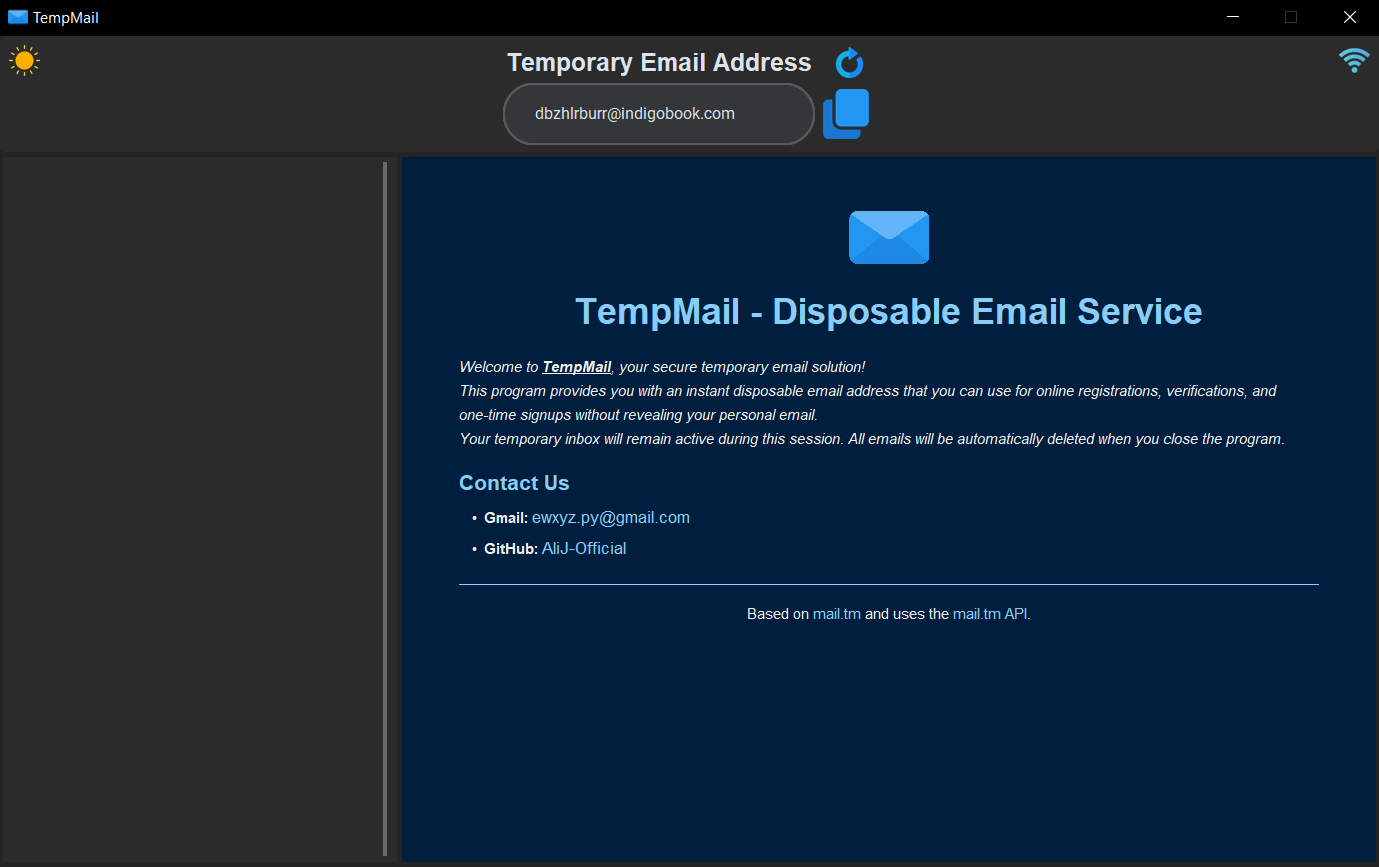 TempMail
Temporary Email Address
dbzhlrburr@indigobook.com
TempMail - Disposable Email Service
Welcome to TempMail, your secure temporary email solution!
This program provides you with an instant disposable email address that you can use for online registrations, verifications, and
one-time signups without revealing your personal email.
Your temporary inbox will remain active during this session. All emails will be automatically deleted when you close the program.
Contact Us
• Gmail: ewxyz.py@gmail.com
• GitHub: AliJ-Official
Based on mail.tm and uses the mail.tm API.